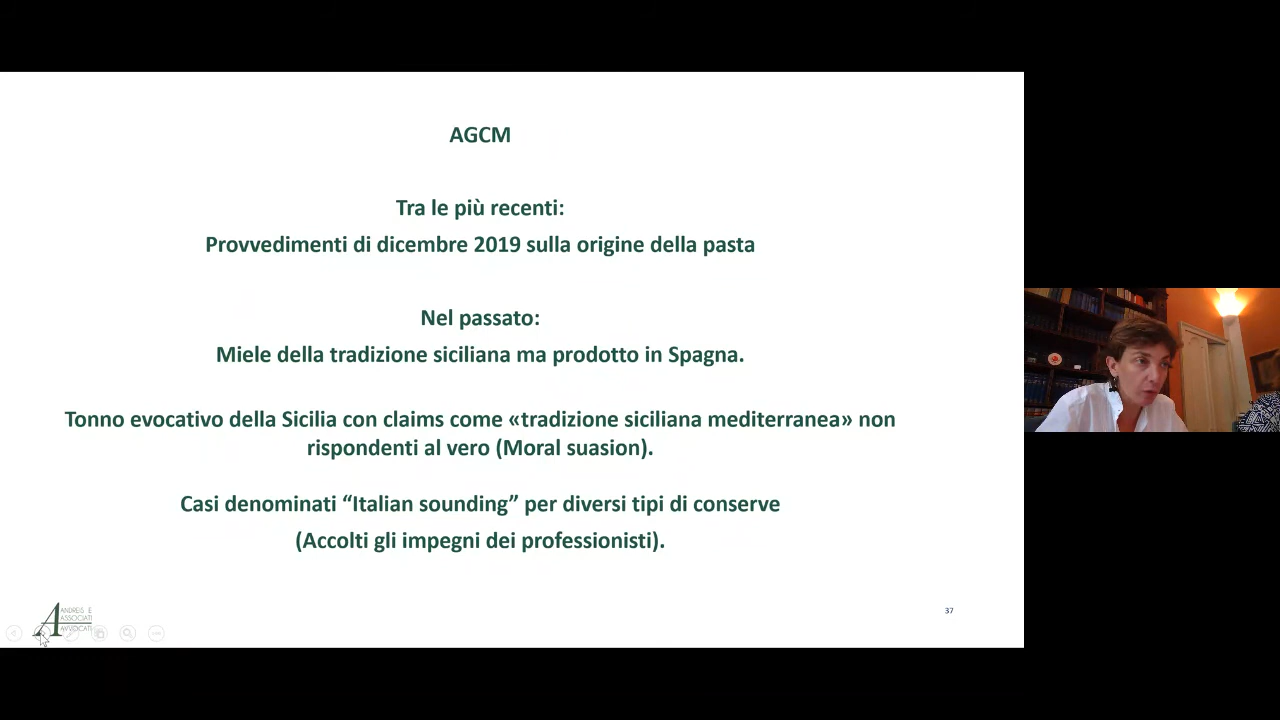 AGCM
Tra le più recenti:
Provvedimenti di dicembre 2019 sulla origine della pasta
Nel passato:
Miele della tradizione siciliana ma prodotto in Spagna.
Tonno evocativo della Sicilia con claims come «tradizione siciliana mediterranea» non
rispondenti al vero (Moral suasion).
Casi denominati “Italian sounding” per diversi tipi di conserve
(Accolti gli impegni dei professionisti).
ANDREIS E
ASSOCIATI
AVVOCATI
37